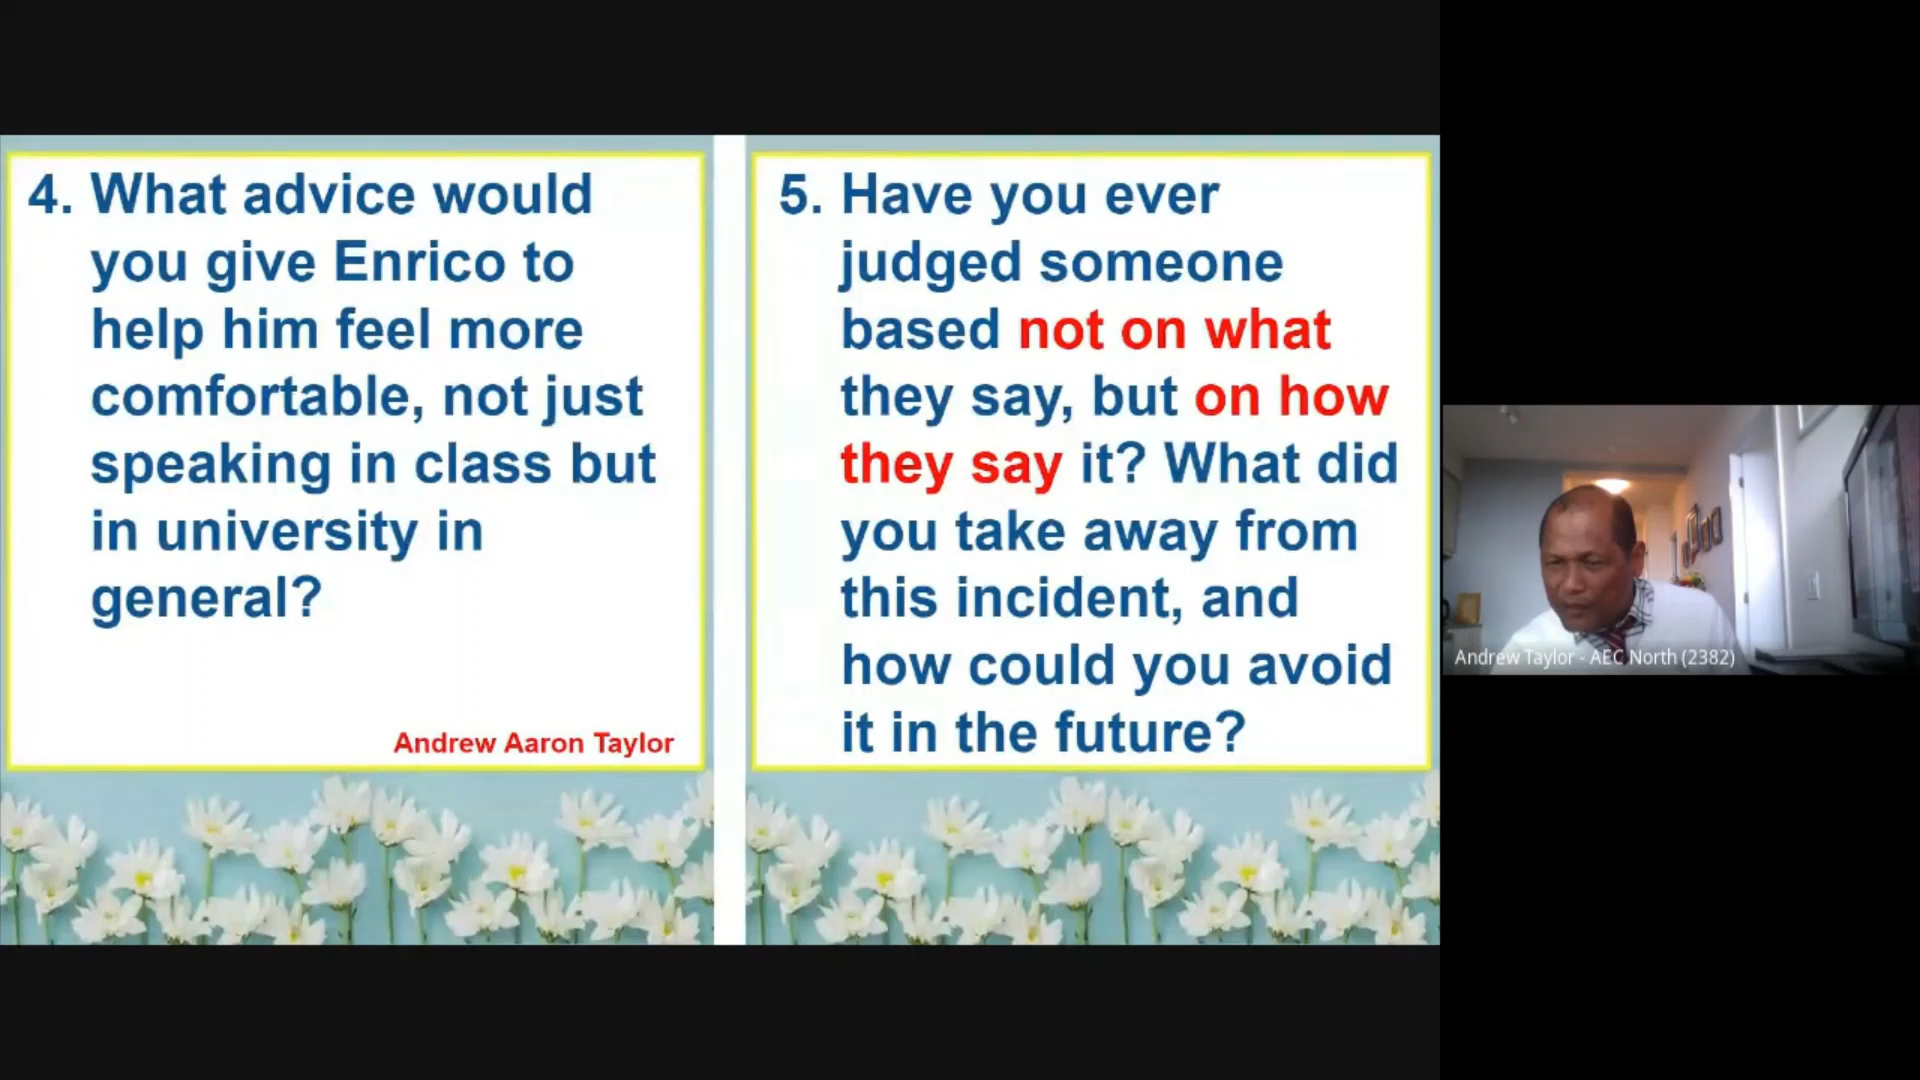 4. What advice would
you give Enrico to
help him feel more
comfortable, not just
speaking in class but
in university in
general?
Andrew Aaron Taylor
5. Have you ever
judged someone
based not on what
they say, but on how
they say it? What did
you take away from
this incident, and
how could you avoid
it in the future?
Andrew Taylor - AEC North (2382)